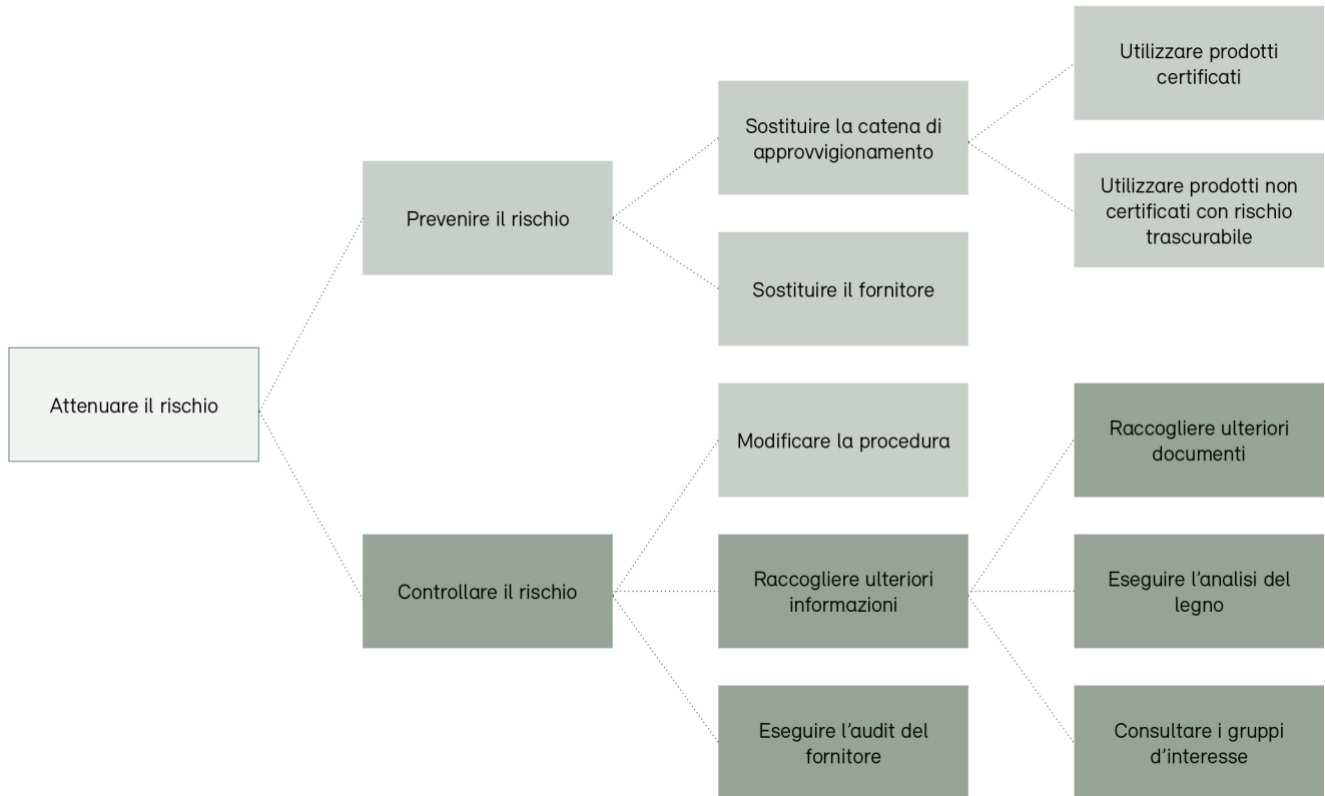 Attenuare il rischio
Prevenire il rischio
Sostituire la catena di
approvvigionamento
Utilizzare prodotti
certificati
Utilizzare prodotti non
certificati con rischio
trascurabile
Sostituire il fornitore
Controllare il rischio
Modificare la procedura
Raccogliere ulteriori
informazioni
Raccogliere ulteriori
documenti
Eseguire l'analisi del
legno
Consultare i gruppi
d'interesse
Eseguire l'audit del
fornitore